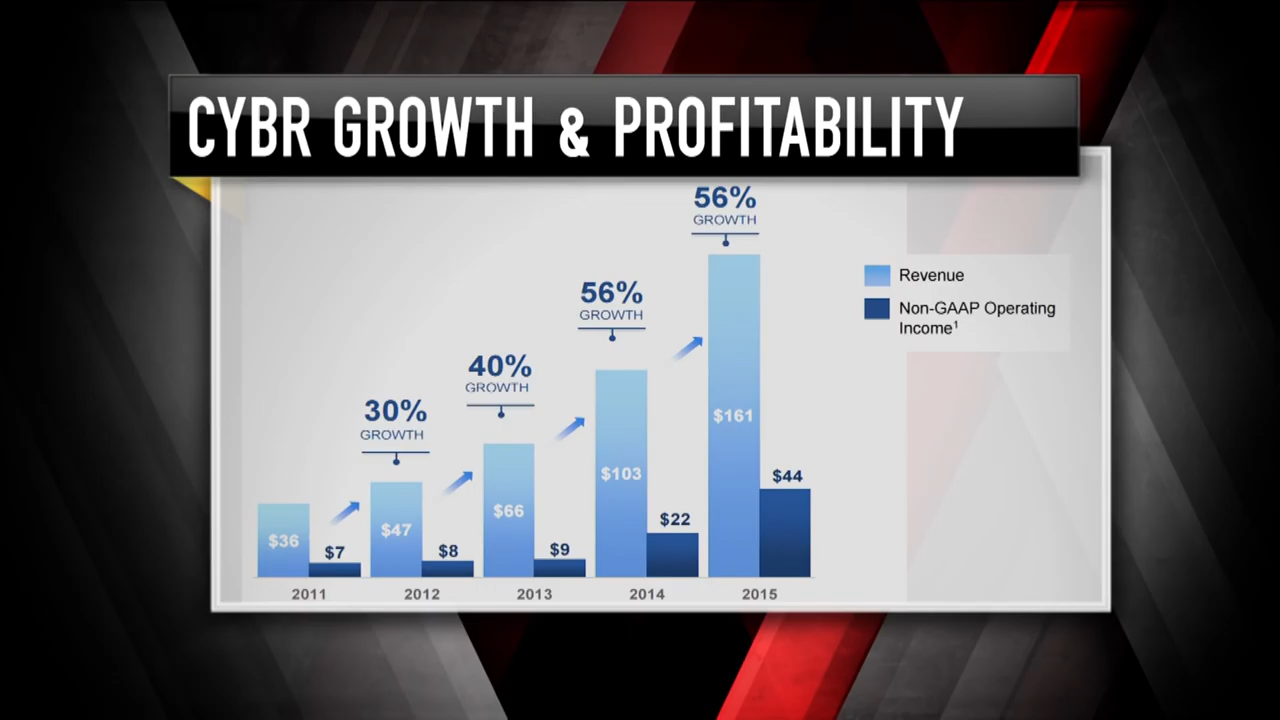 CYBR GROWTH & PROFITABILITY
56%
GROWTH
56%
GROWTH
40%
GROWTH
30%
GROWTH
Revenue
Non-GAAP Operating
Income¹
$36
$7
$47
$8
$66
$9
$103
$22
$161
$44
2011 2012 2013 2014 2015